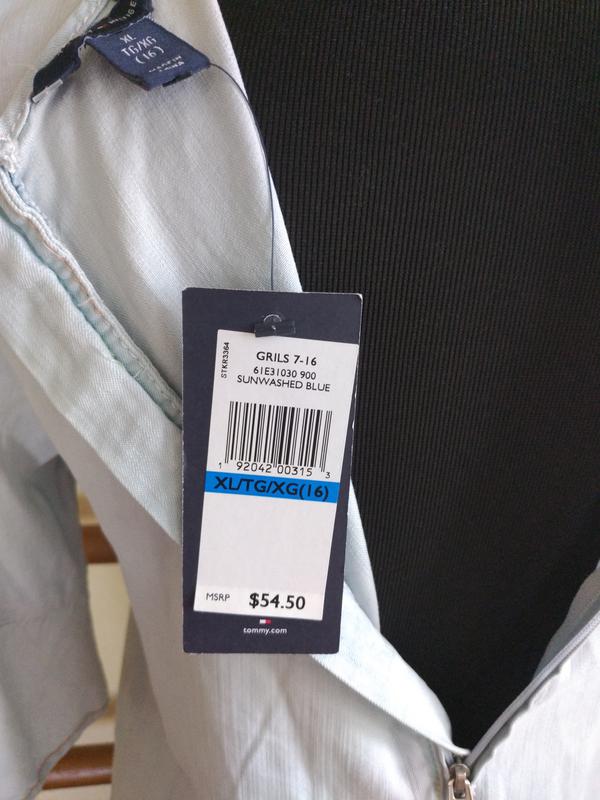 XL
TG/XG
(16)
STKR3364
GRILS 7-16
61E31030 900
SUNWASHED BLUE
1 92042 00315 3
XL/TG/XG(16)
MSRP $54.50
tommy.com